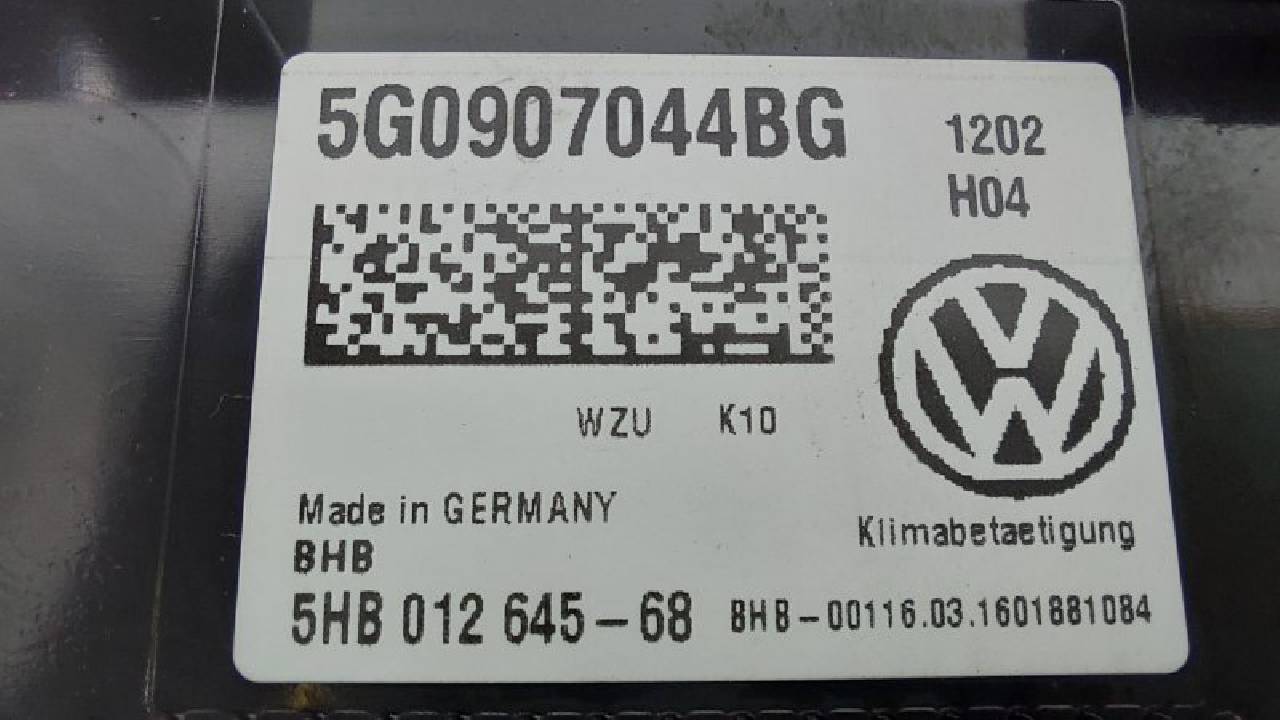 5G0907044BG
1202
H04
WZU K10
Made in GERMANY
BHB
Klimabetaetigung
5HB 012 645-68
BHB-00116.03.1601881084